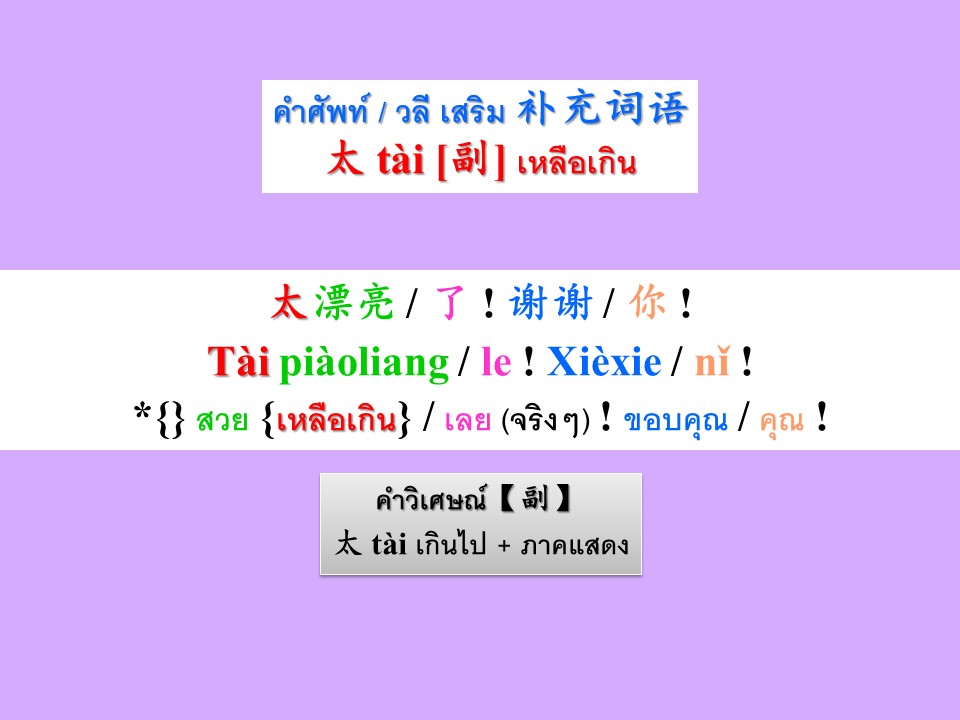 คำศัพท์ / วลี เสริม 补充词语
太 tài [副] เหลือเกิน
太漂亮 / 了 ! 谢谢 / 你 !
Tài piàoliang / le ! Xièxie / nǐ !
*{} สวย {เหลือเกิน} / เลย (จริงๆ) ! ขอบคุณ / คุณ !
คำวิเศษณ์【副】
太 tài เกินไป + ภาคแสดง